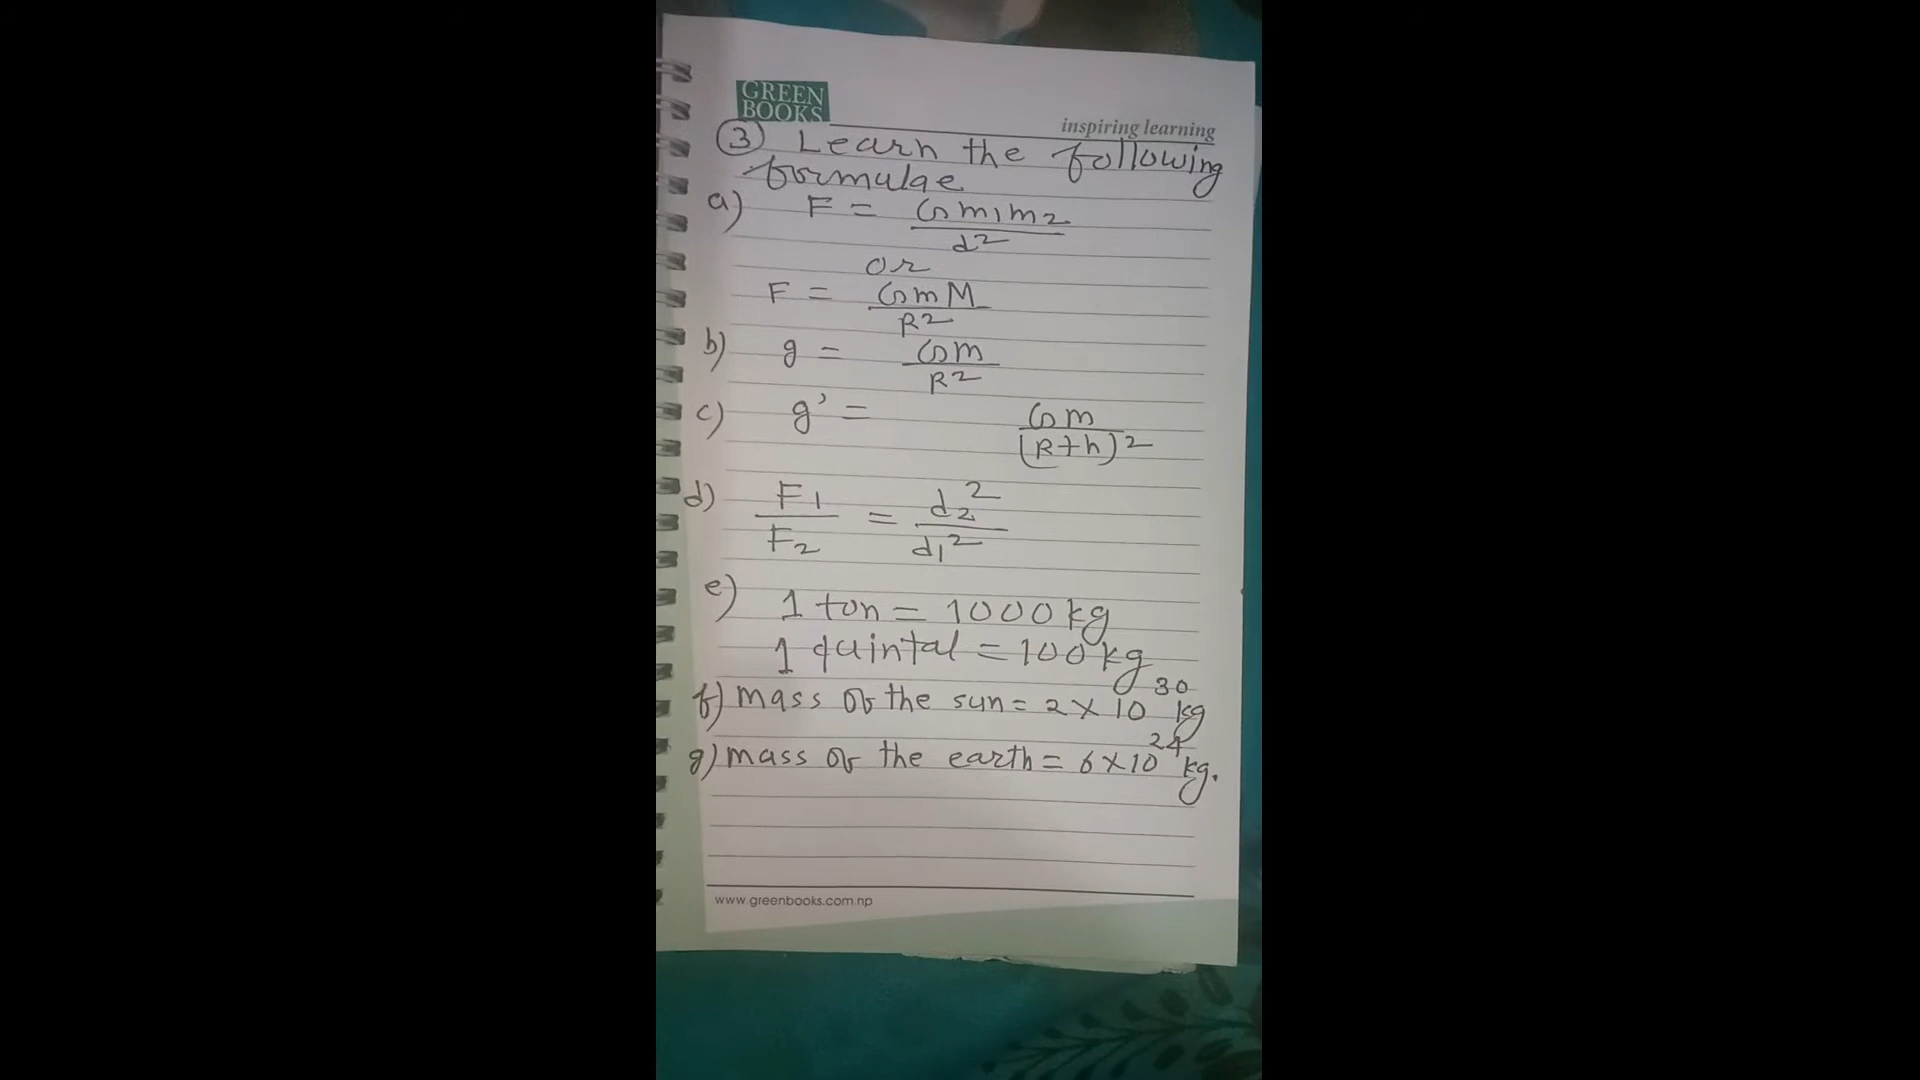 GREEN
BOOKS
inspiring learning
③ Learn the following
formulae
a) F = Gm1m2
d2
or
F = GmM
R2
b) g = Gm
R2
c) g' = Gm
(R+h)2
d) F1 = d2 2
F2 d1 2
e) 1 ton = 1000 kg
1 quintal = 100 kg
f) mass of the sun = 2 × 10 30 kg
g) mass of the earth = 6 × 10 24 kg.
www.greenbooks.com.np